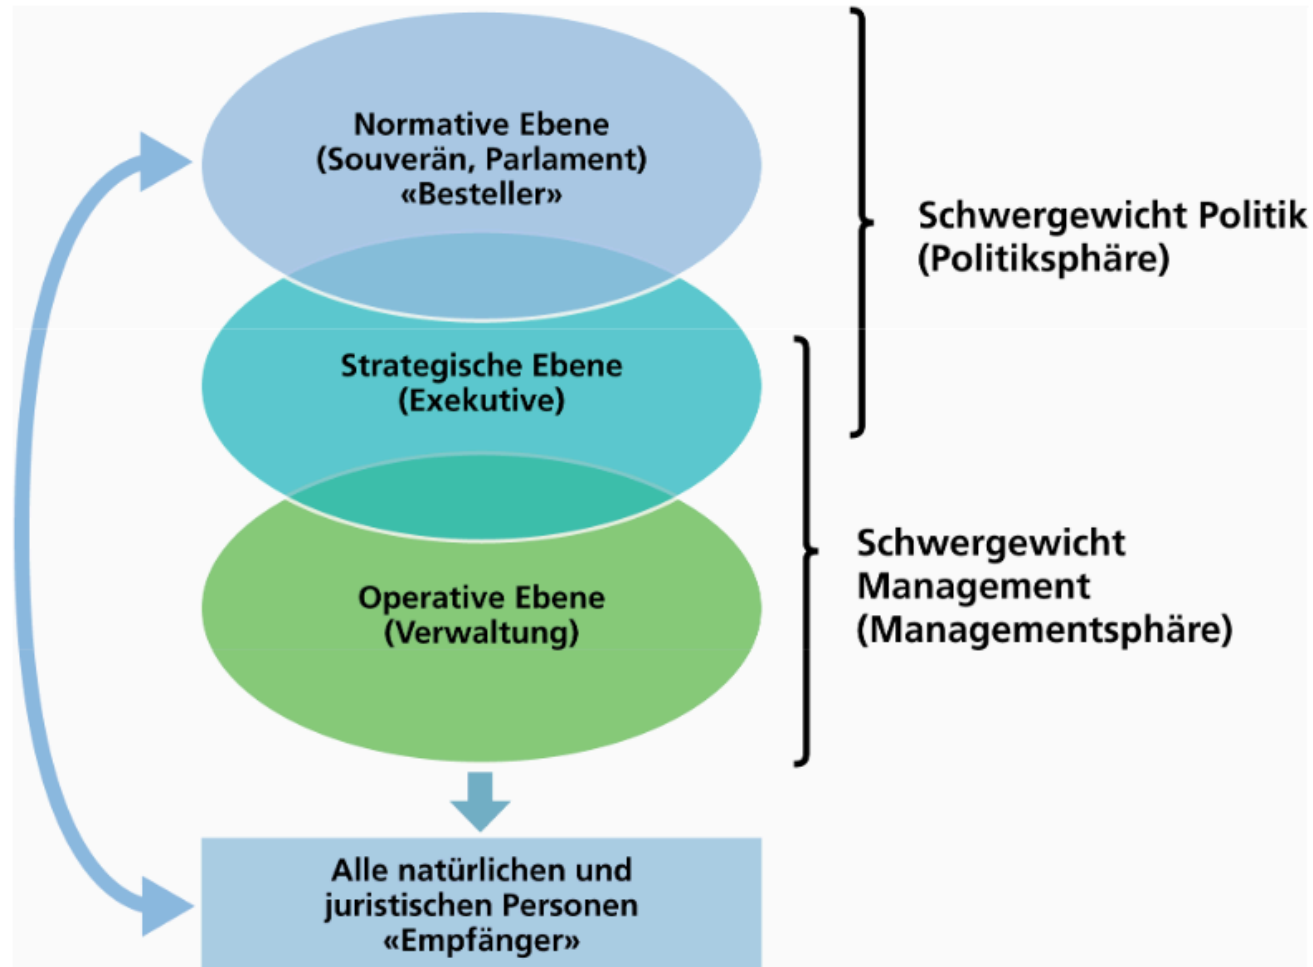 Normative Ebene
(Souverän, Parlament)
«Besteller»
Schwergewicht Politik
(Politiksphäre)
Strategische Ebene
(Exekutive)
Schwergewicht
Management
(Managementsphäre)
Operative Ebene
(Verwaltung)
Alle natürlichen und
juristischen Personen
«Empfänger»